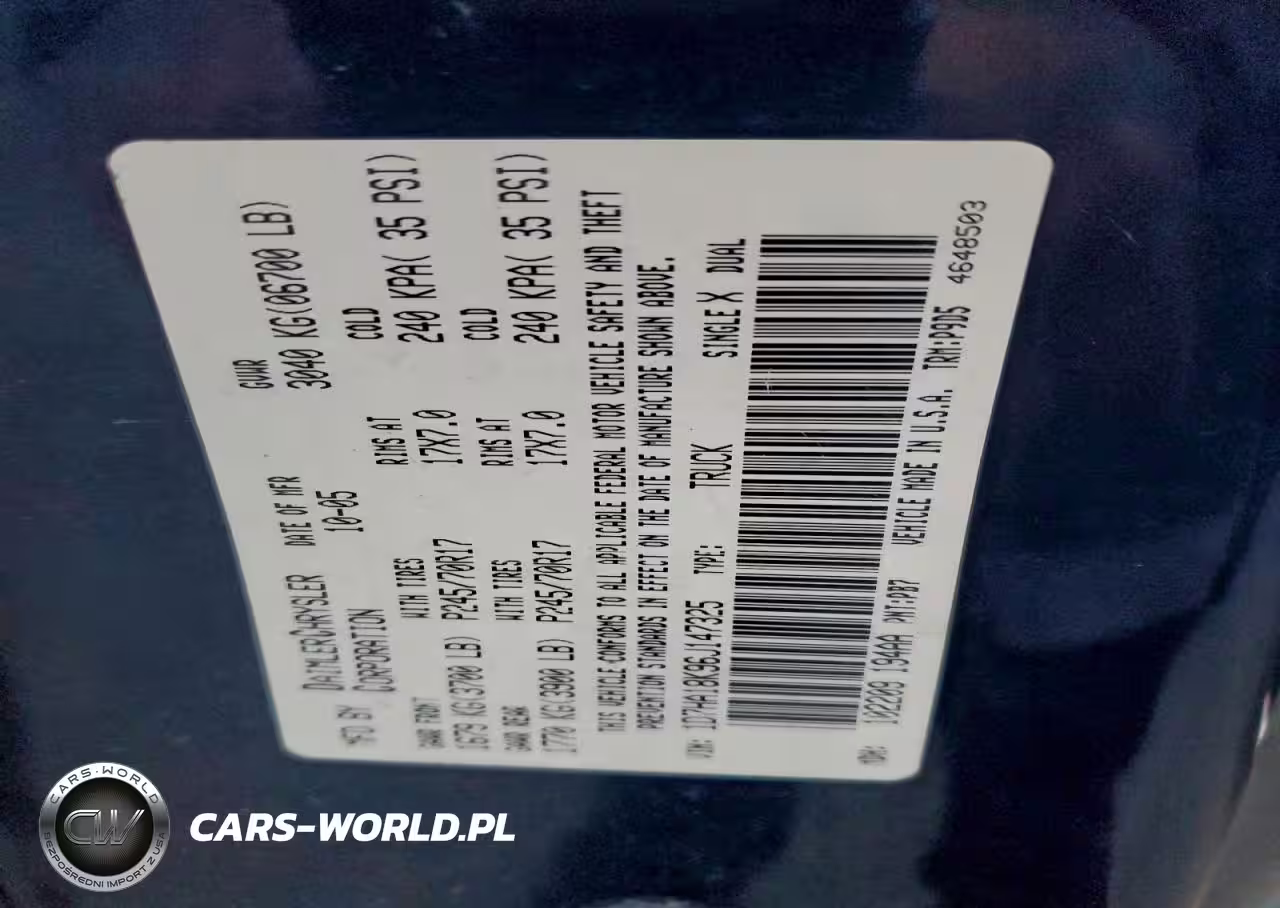 MFD BY DAIMLERCHRYSLER CORPORATION
DATE OF MFR 10-05
GVWR 3040 KG(06700 LB)
GAWR FRONT WITH TIRES RIMS AT COLD
1679 KG(3700 LB) P245/70R17 17X7.0 240 KPA( 35 PSI)
GAWR REAR WITH TIRES RIMS AT COLD
1770 KG(3900 LB) P245/70R17 17X7.0 240 KPA( 35 PSI)
THIS VEHICLE CONFORMS TO ALL APPLICABLE FEDERAL MOTOR VEHICLE SAFETY AND THEFT
PREVENTION STANDARDS IN EFFECT ON THE DATE OF MANUFACTURE SHOWN ABOVE.
VIN: 1D7HA18K96J147325 TYPE: TRUCK SINGLE X DUAL
MDH: 102209 194AA PNT:PB7 VEHICLE MADE IN U.S.A. TRM:P9D5 4648503
CARS-WORLD
CW
BEZPOŚREDNI IMPORT Z USA
CARS-WORLD.PL